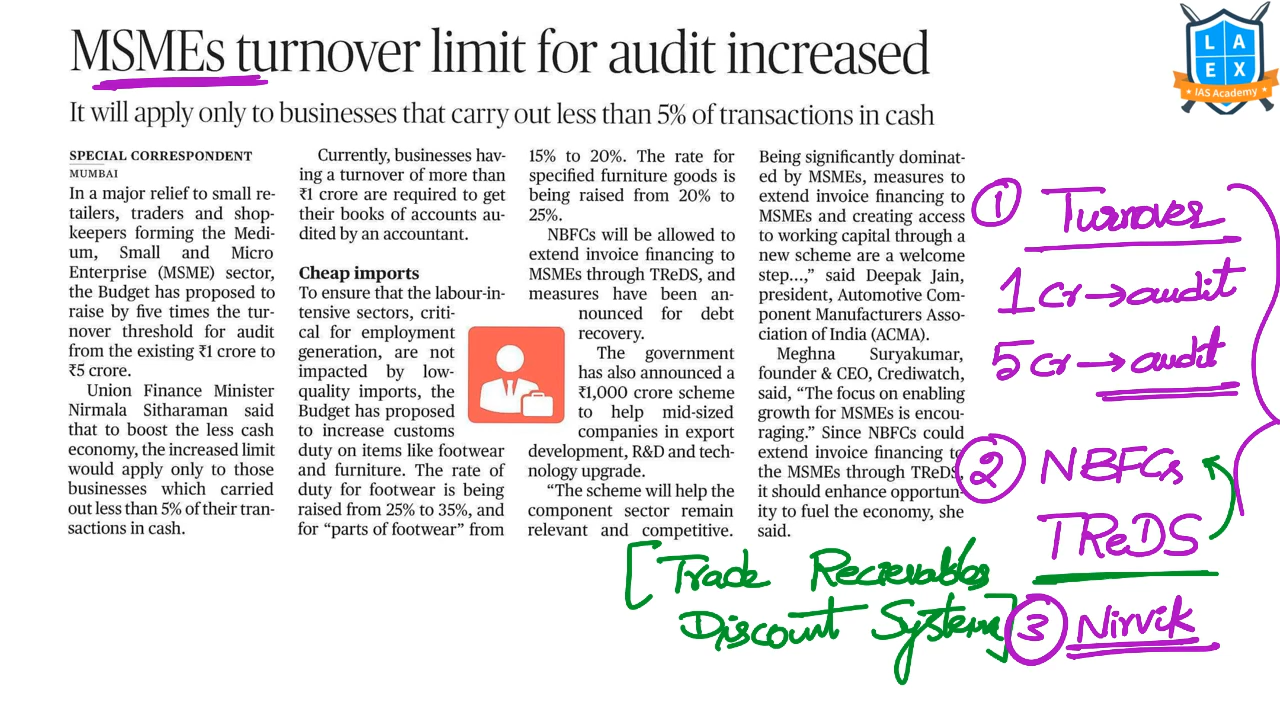 MSMEs turnover limit for audit increased
It will apply only to businesses that carry out less than 5% of transactions in cash
SPECIAL CORRESPONDENT
MUMBAI
In a major relief to small re-
tailers, traders and shop-
keepers forming the Medi-
um, Small and Micro
Enterprise (MSME) sector,
the Budget has proposed to
raise by five times the tur-
nover threshold for audit
from the existing ₹1 crore to
₹5 crore.
Union Finance Minister
Nirmala Sitharaman said
that to boost the less cash
economy, the increased limit
would apply only to those
businesses which carried
out less than 5% of their tran-
sactions in cash.
Currently, businesses hav-
ing a turnover of more than
₹1 crore are required to get
their books of accounts au-
dited by an accountant.
Cheap imports
To ensure that the labour-in-
tensive sectors, criti-
cal for employment
generation, are not
impacted by low-
quality imports, the
Budget has proposed
to increase customs
duty on items like footwear
and furniture. The rate of
duty for footwear is being
raised from 25% to 35%, and
for “parts of footwear” from
15% to 20%. The rate for
specified furniture goods is
being raised from 20% to
25%.
NBFCs will be allowed to
extend invoice financing to
MSMEs through TReDS, and
measures have been an-
nounced for debt
recovery.
The government
has also announced a
₹1,000 crore scheme
to help mid-sized
companies in export
development, R&D and tech-
nology upgrade.
“The scheme will help the
component sector remain
relevant and competitive.
Being significantly dominat-
ed by MSMEs, measures to
extend invoice financing to
MSMEs and creating access
to working capital through a
new scheme are a welcome
step...,” said Deepak Jain,
president, Automotive Com-
ponent Manufacturers Asso-
ciation of India (ACMA).
Meghna Suryakumar,
founder & CEO, Crediwatch,
said, “The focus on enabling
growth for MSMEs is encou-
raging.” Since NBFCs could
extend invoice financing to
the MSMEs through TReDS,
it should enhance opportun-
ity to fuel the economy, she
said.
L A
E X
IAS Academy
1 Turnover
1 Cr → audit
5 Cr → audit
2 NBFCs
TReDS
[Trade Recievables
Discount System]
3 Nirvik